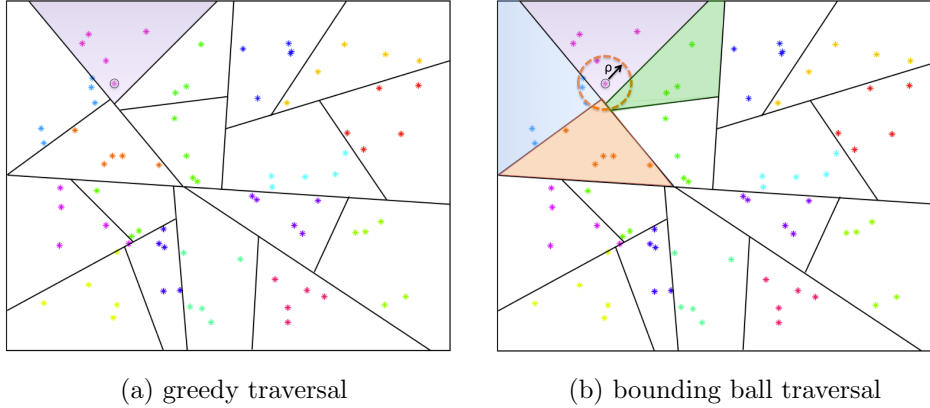 ρ
(a) greedy traversal
(b) bounding ball traversal